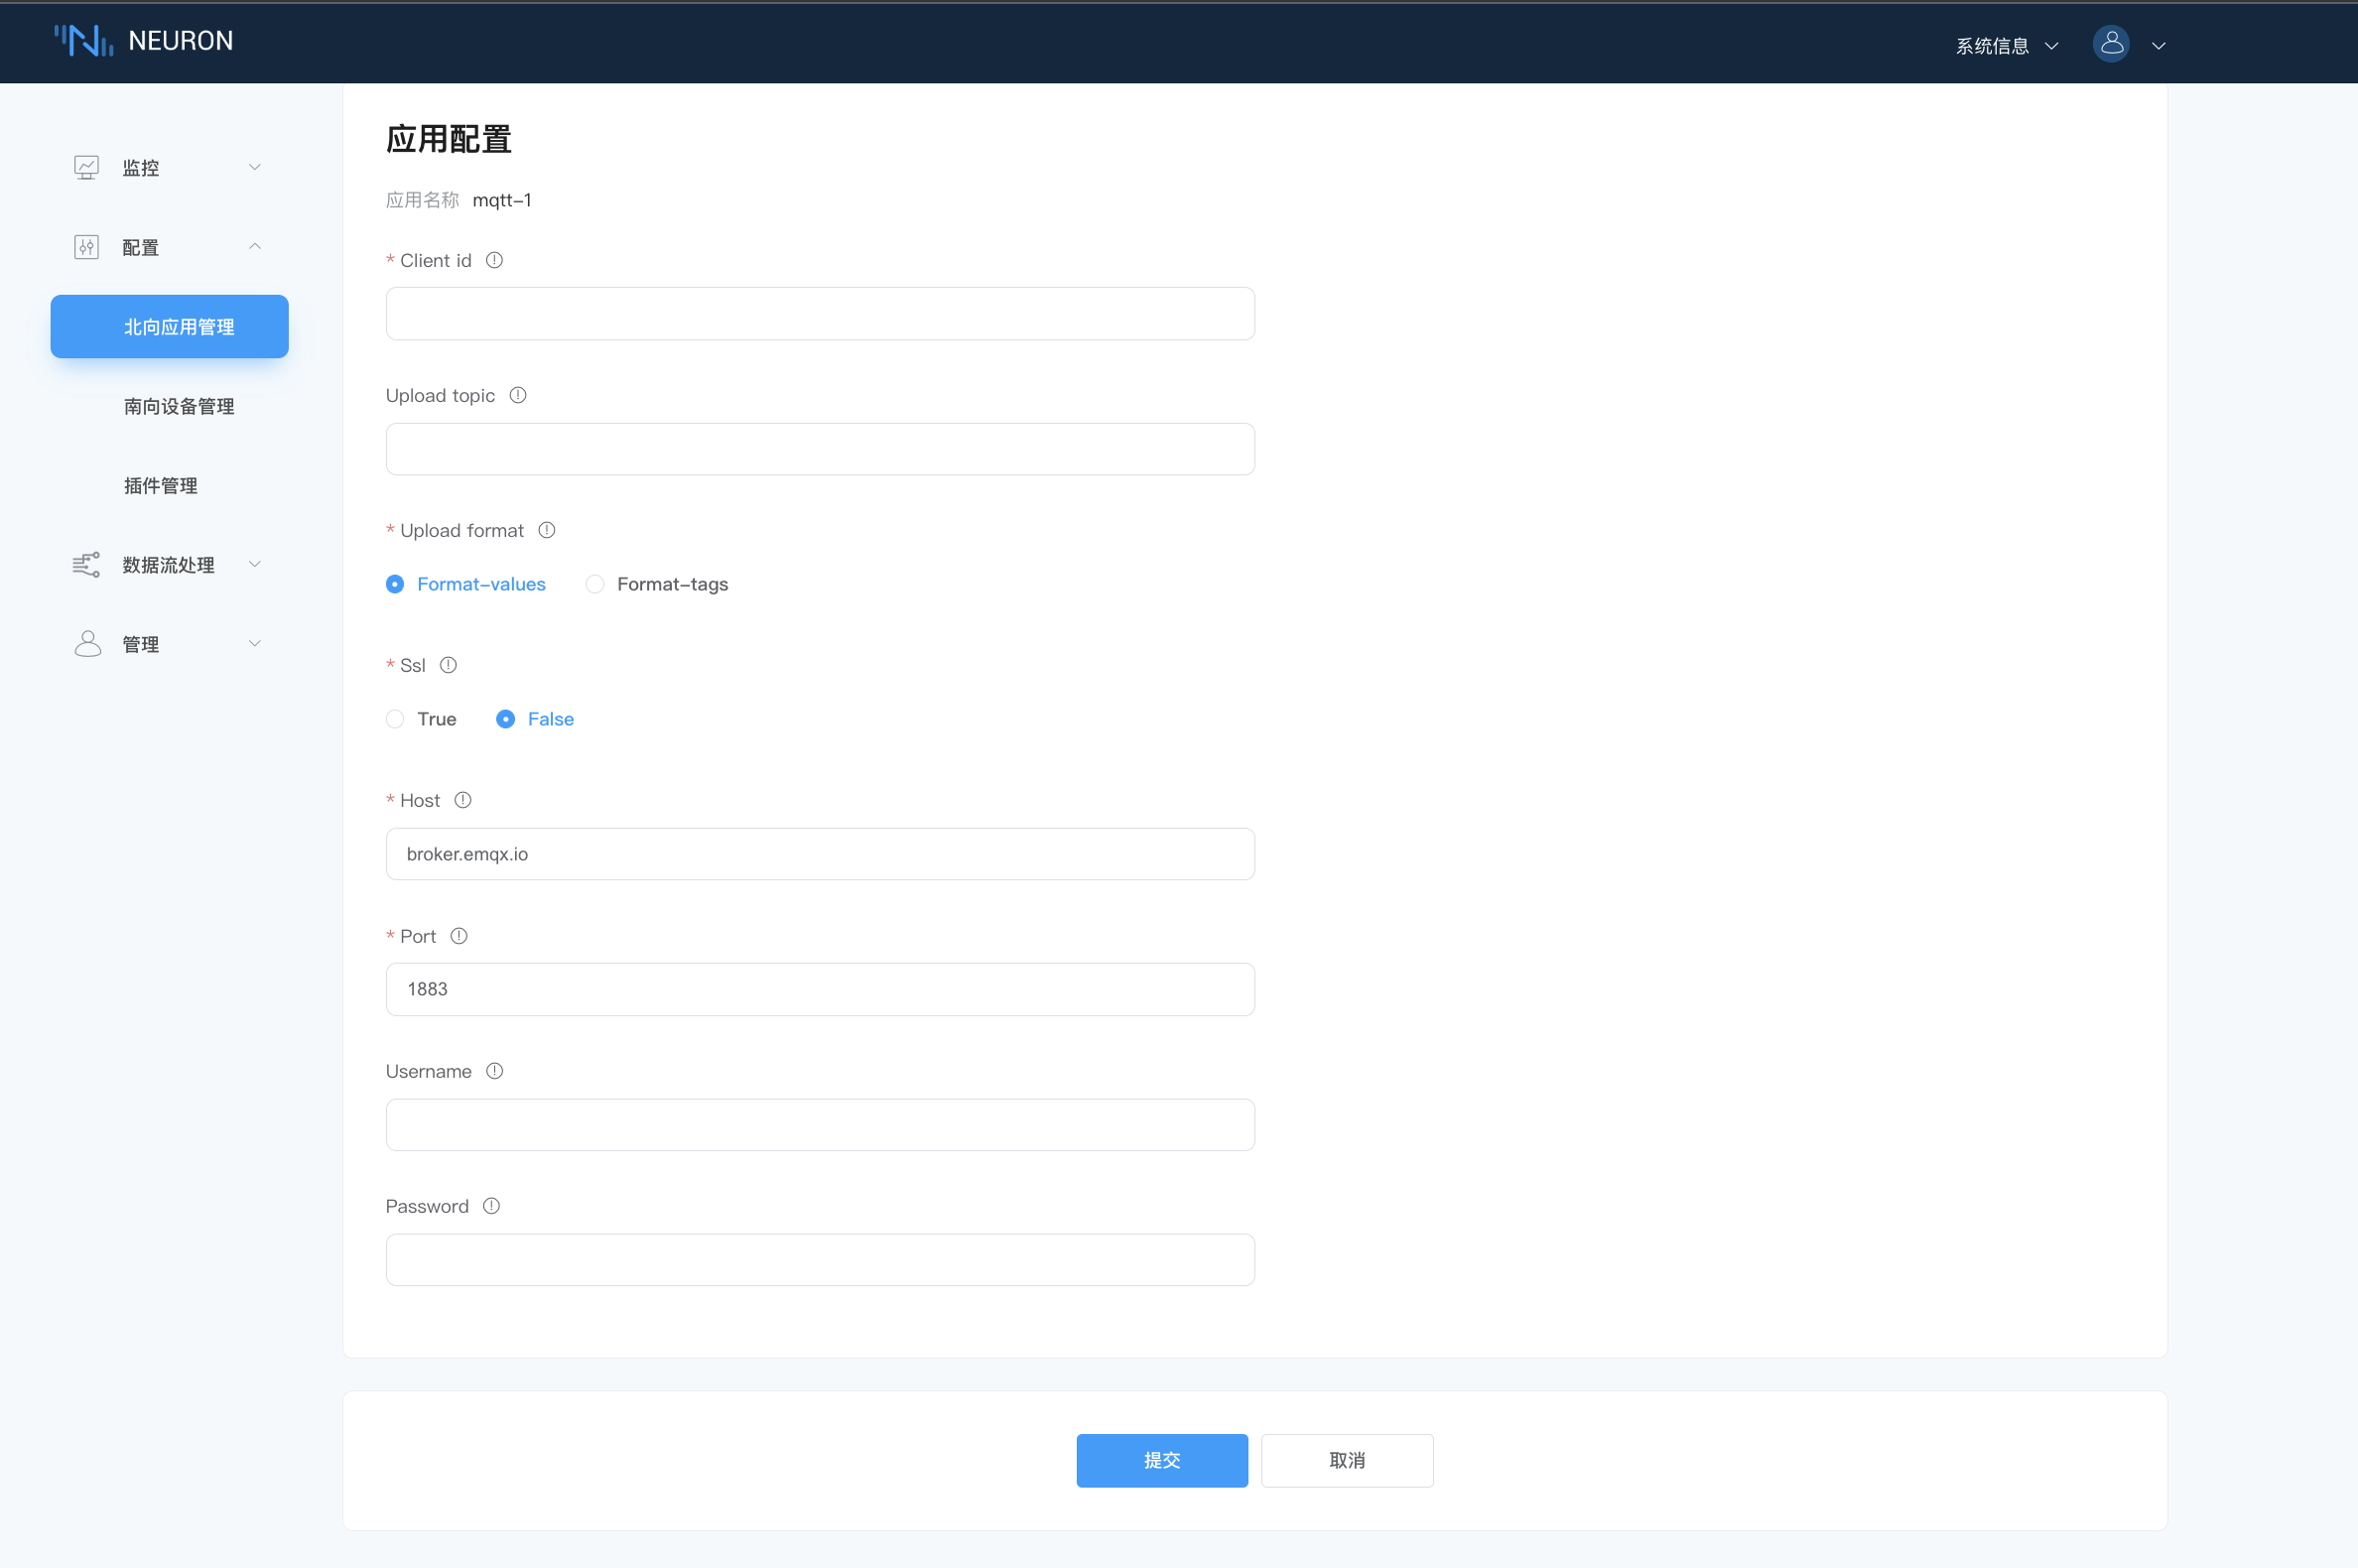 NEURON
系统信息
监控
配置
北向应用管理
南向设备管理
插件管理
数据流处理
管理
应用配置
应用名称 mqtt-1
* Client id
Upload topic
* Upload format
Format-values Format-tags
* Ssl
True False
* Host
broker.emqx.io
* Port
1883
Username
Password
提交 取消